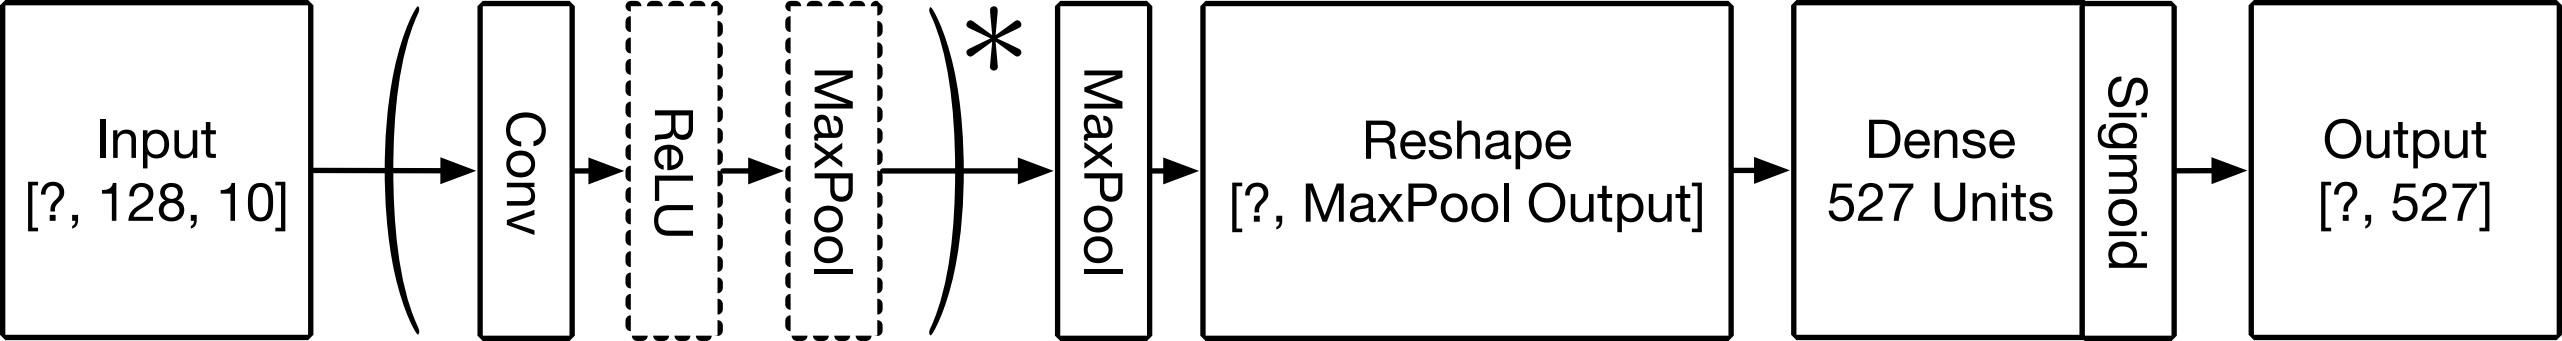 Input
[?, 128, 10]
Conv
ReLU
MaxPool
*
MaxPool
Reshape
[?, MaxPool Output]
Dense
527 Units
Sigmoid
Output
[?, 527]